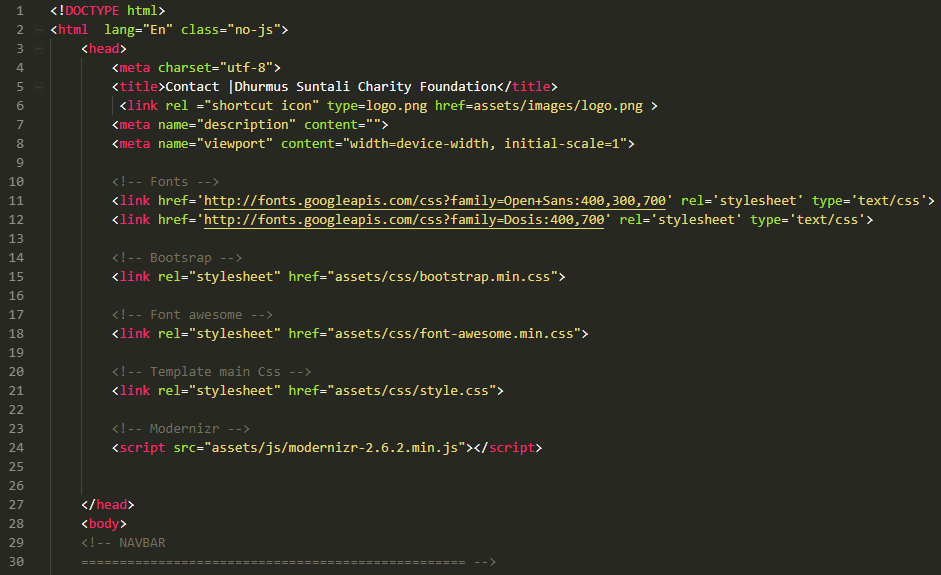 1 <!DOCTYPE html>
2 <html  lang="En" class="no-js">
3 <head>
4 <meta charset="utf-8">
5 <title>Contact |Dhurmus Suntali Charity Foundation</title>
6 <link rel ="shortcut icon" type=logo.png href=assets/images/logo.png >
7 <meta name="description" content="">
8 <meta name="viewport" content="width=device-width, initial-scale=1">
9
10 <!-- Fonts -->
11 <link href='http://fonts.googleapis.com/css?family=Open+Sans:400,300,700' rel='stylesheet' type='text/css'>
12 <link href='http://fonts.googleapis.com/css?family=Dosis:400,700' rel='stylesheet' type='text/css'>
13
14 <!-- Bootsrap -->
15 <link rel="stylesheet" href="assets/css/bootstrap.min.css">
16
17 <!-- Font awesome -->
18 <link rel="stylesheet" href="assets/css/font-awesome.min.css">
19
20 <!-- Template main Css -->
21 <link rel="stylesheet" href="assets/css/style.css">
22
23 <!-- Modernizr -->
24 <script src="assets/js/modernizr-2.6.2.min.js"></script>
25
26
27 </head>
28 <body>
29 <!-- NAVBAR
30 ================================================== -->